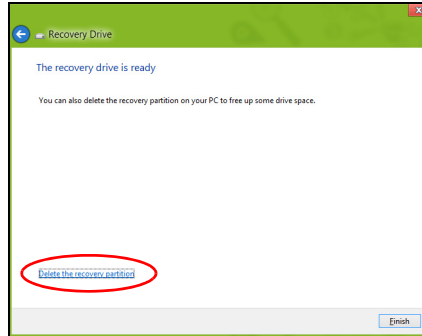 Recovery Drive
The recovery drive is ready
You can also delete the recovery partition on your PC to free up some drive space.
Delete the recovery partition
Finish